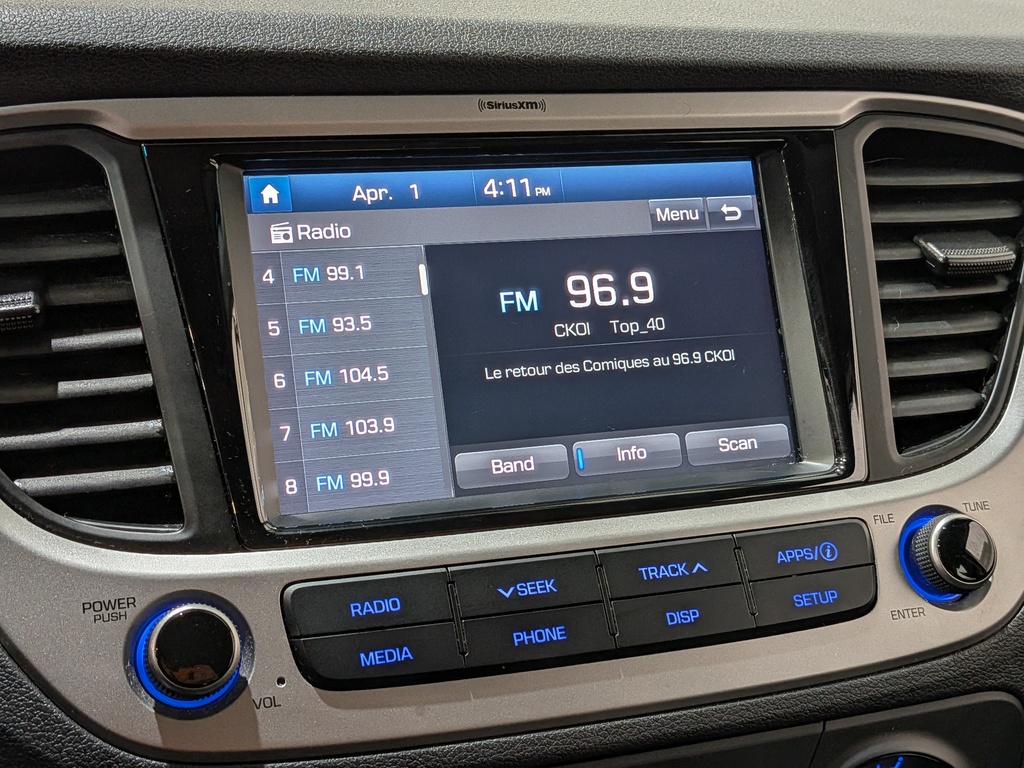 ((SiriusXM))
Apr. 1 4:11 PM
Radio Menu
4 FM 99.1
5 FM 93.5
6 FM 104.5
7 FM 103.9
8 FM 99.9
FM 96.9
CKOI Top_40
Le retour des Comiques au 96.9 CKOI
Band Info Scan
POWER
PUSH
VOL
RADIO SEEK TRACK APPS/i
MEDIA PHONE DISP SETUP
FILE TUNE
ENTER